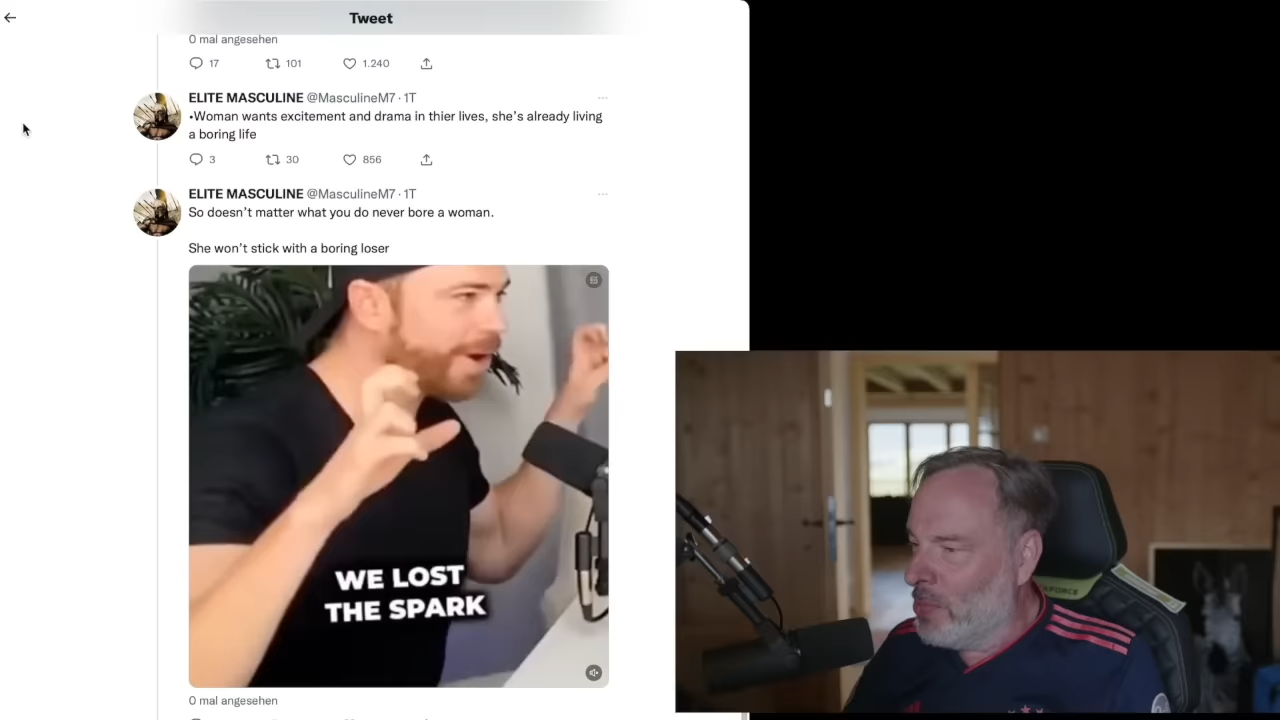 Tweet
0 mal angesehen
17 101 1.240
ELITE MASCULINE @MasculineM7 · 1T
•Woman wants excitement and drama in thier lives, she's already living
a boring life
3 30 856
ELITE MASCULINE @MasculineM7 · 1T
So doesn't matter what you do never bore a woman.
She won't stick with a boring loser
WE LOST
THE SPARK
0 mal angesehen